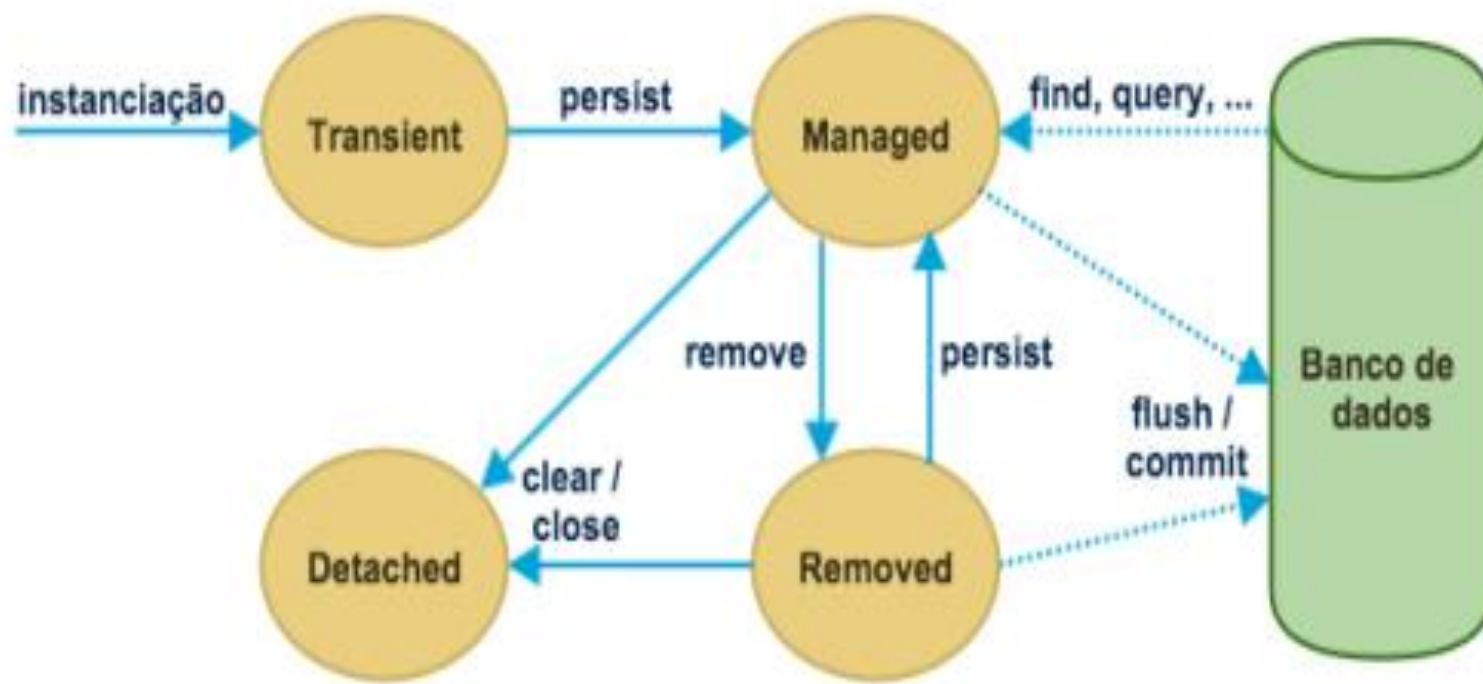 instanciação
Transient
persist
Managed
find, query, ...
remove
persist
Banco de
dados
flush /
commit
clear /
close
Detached
Removed